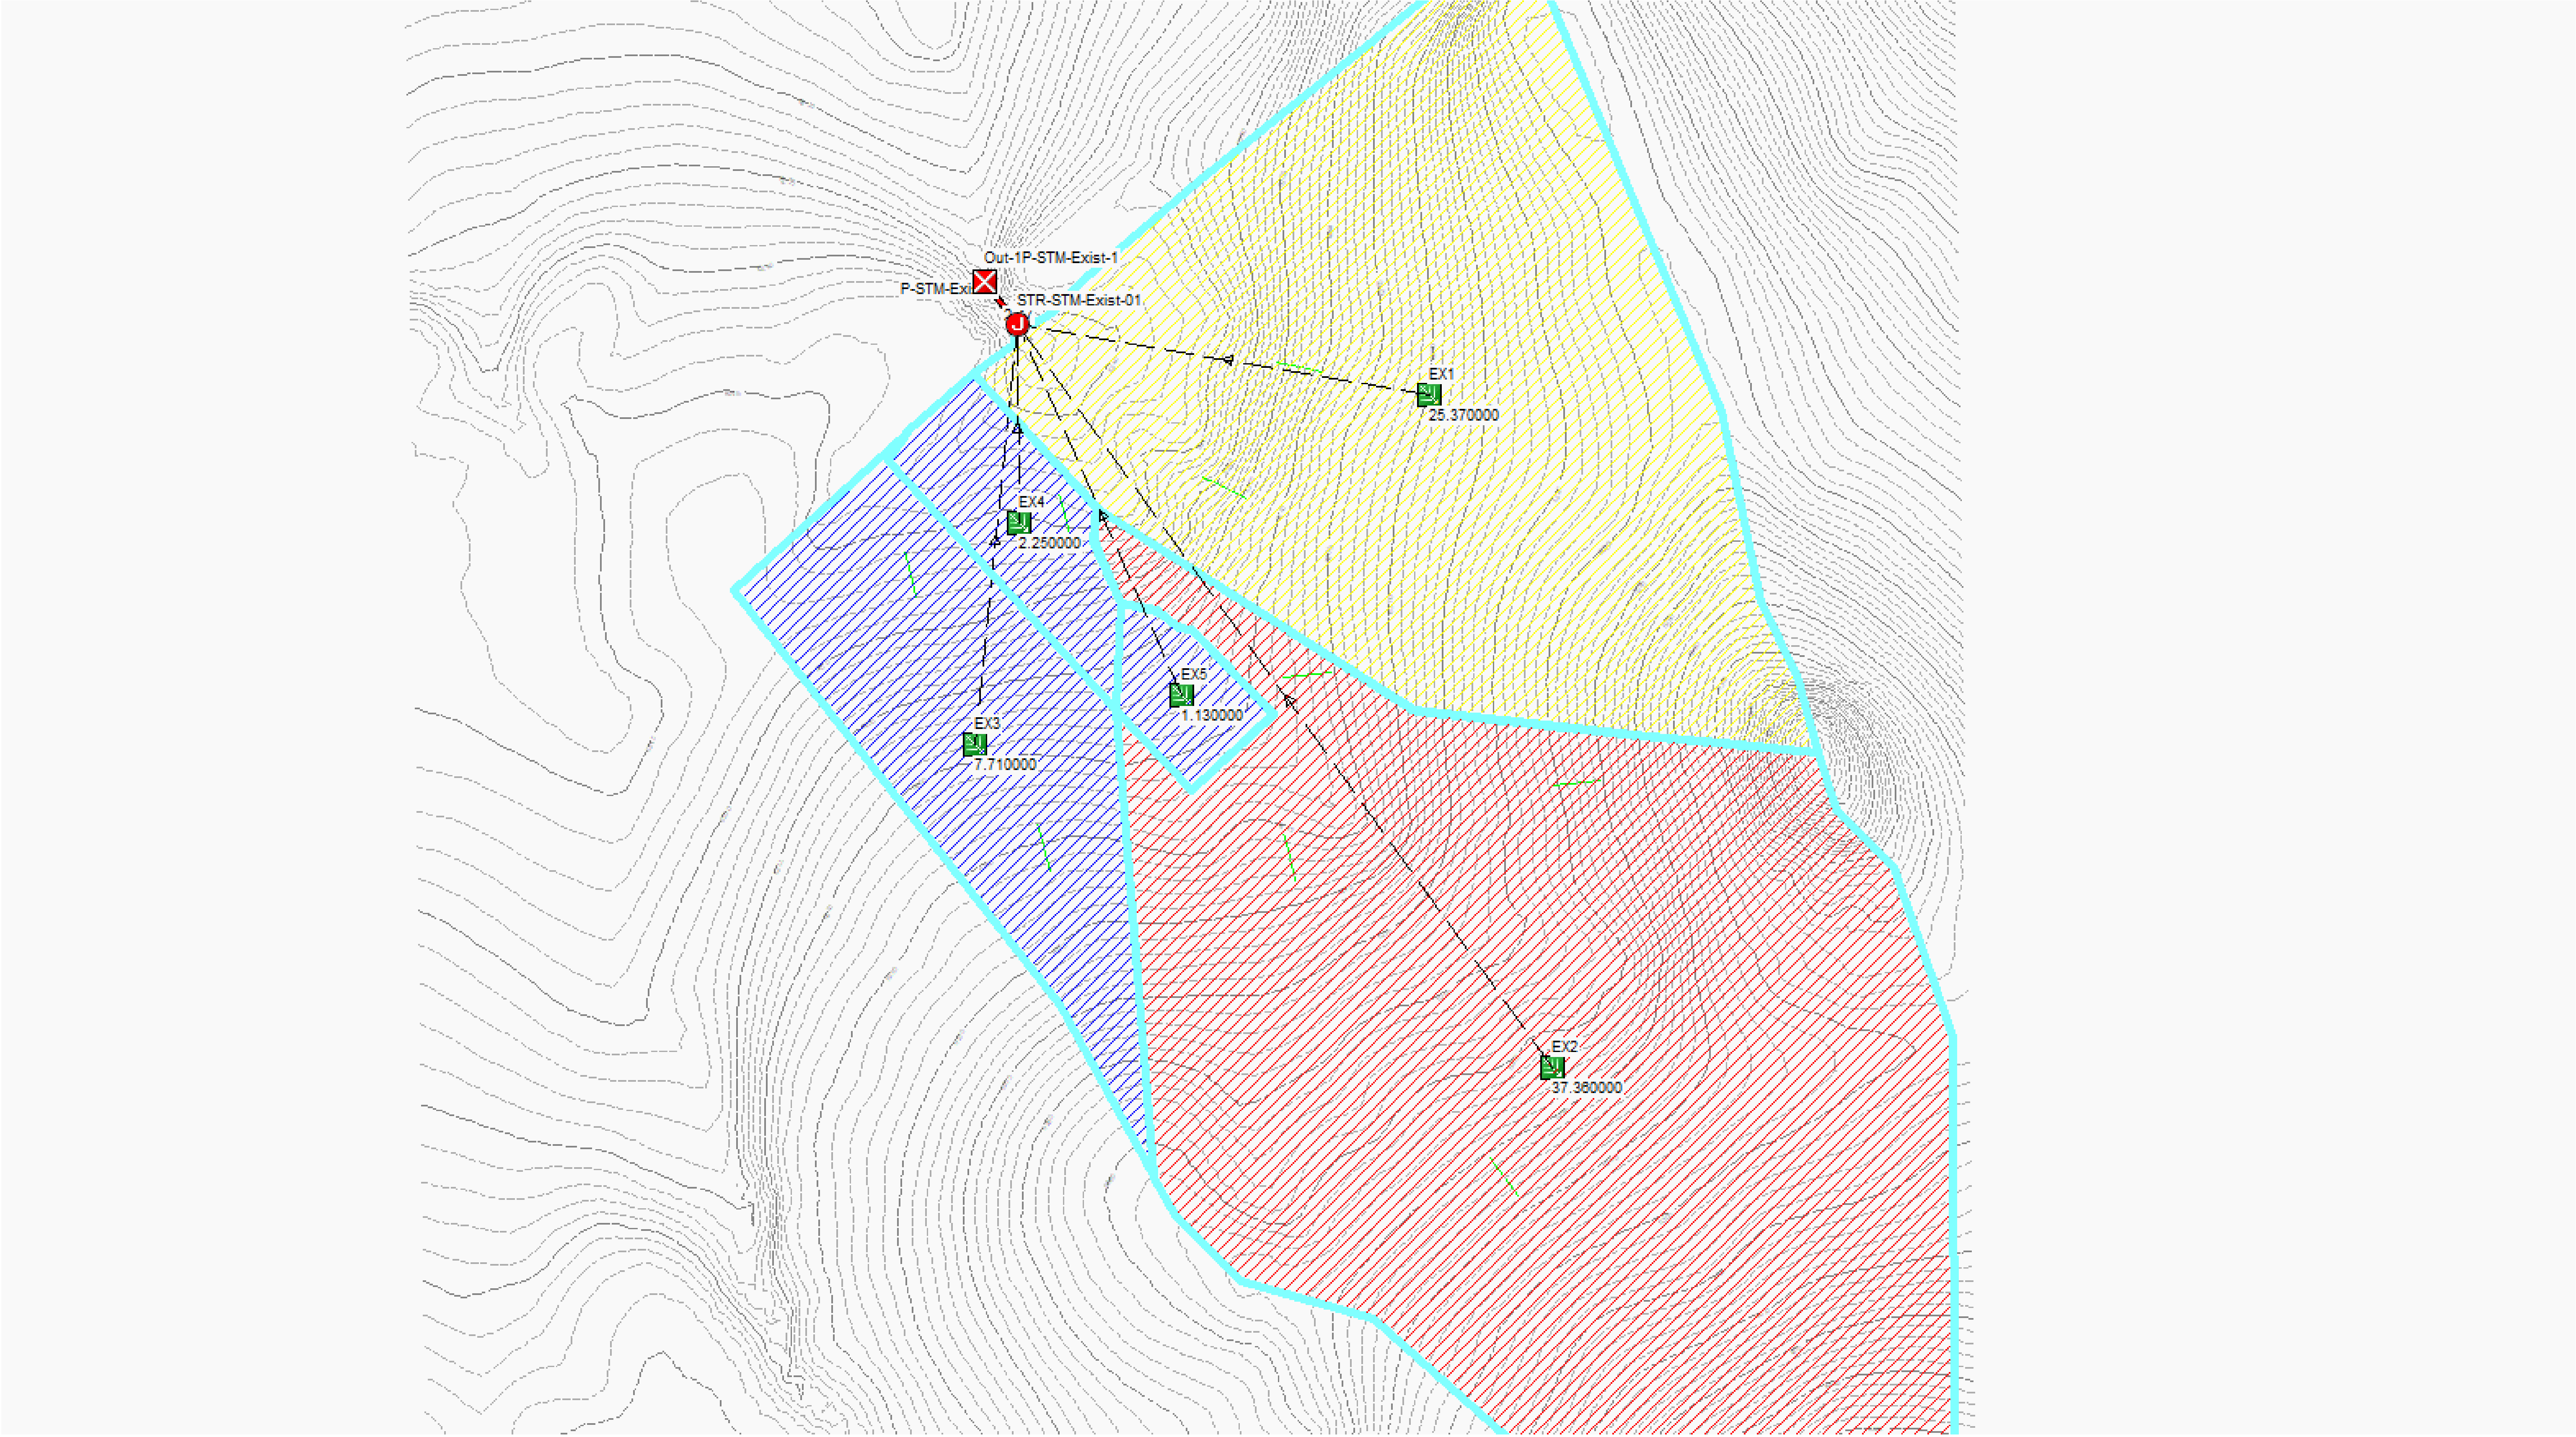 Out-1P-STM-Exist-1
P-STM-Exi
STR-STM-Exist-01
J
EX1
25.370000
EX4
2.250000
EX5
1.130000
EX3
7.710000
EX2
37.360000